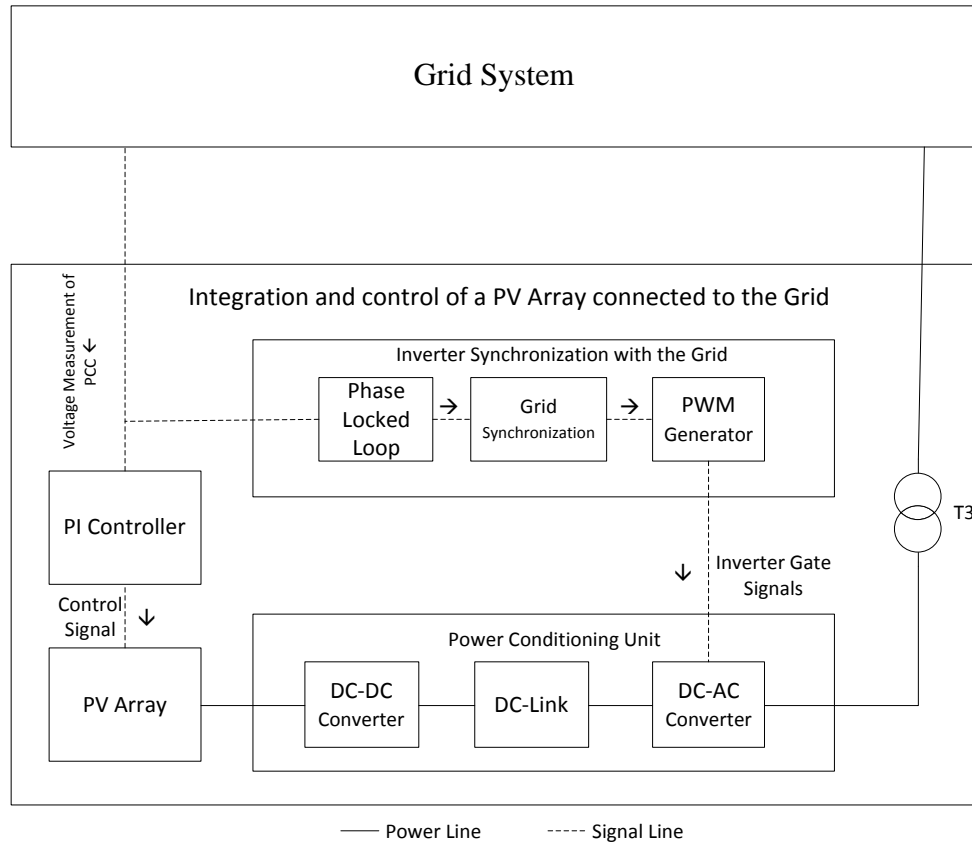 Grid System
Integration and control of a PV Array connected to the Grid
Voltage Measurement of
PCC
Inverter Synchronization with the Grid
Phase
Locked
Loop
Grid
Synchronization
PWM
Generator
PI Controller
T3
Inverter Gate
Signals
Control
Signal
Power Conditioning Unit
PV Array
DC-DC
Converter
DC-Link
DC-AC
Converter
Power Line
Signal Line